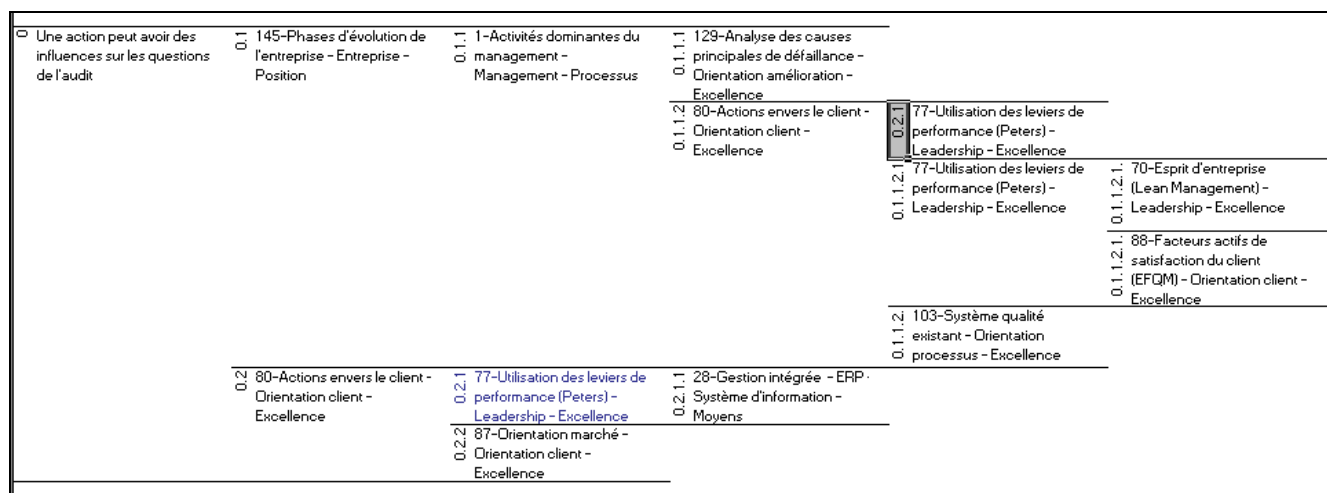 0 Une action peut avoir des
influences sur les questions
de l'audit
0.1 145-Phases d'évolution de
l'entreprise - Entreprise -
Position
0.1.1 1-Activités dominantes du
management -
Management - Processus
0.1.1.1 129-Analyse des causes
principales de défaillance -
Orientation amélioration -
Excellence
0.1.1.2 80-Actions envers le client -
Orientation client -
Excellence
0.2.1 77-Utilisation des leviers de
performance (Peters) -
Leadership - Excellence
0.1.1.2.1 77-Utilisation des leviers de
performance (Peters) -
Leadership - Excellence
0.1.1.2.1. 70-Esprit d'entreprise
(Lean Management) -
Leadership - Excellence
0.1.1.2.1. 88-Facteurs actifs de
satisfaction du client
(EFQM) - Orientation client -
Excellence
0.1.1.2. 103-Système qualité
existant - Orientation
processus - Excellence
0.2 80-Actions envers le client -
Orientation client -
Excellence
0.2.1 77-Utilisation des leviers de
performance (Peters) -
Leadership - Excellence
0.2.1.1 28-Gestion intégrée - ERP -
Système d'information -
Moyens
0.2.2 87-Orientation marché -
Orientation client -
Excellence